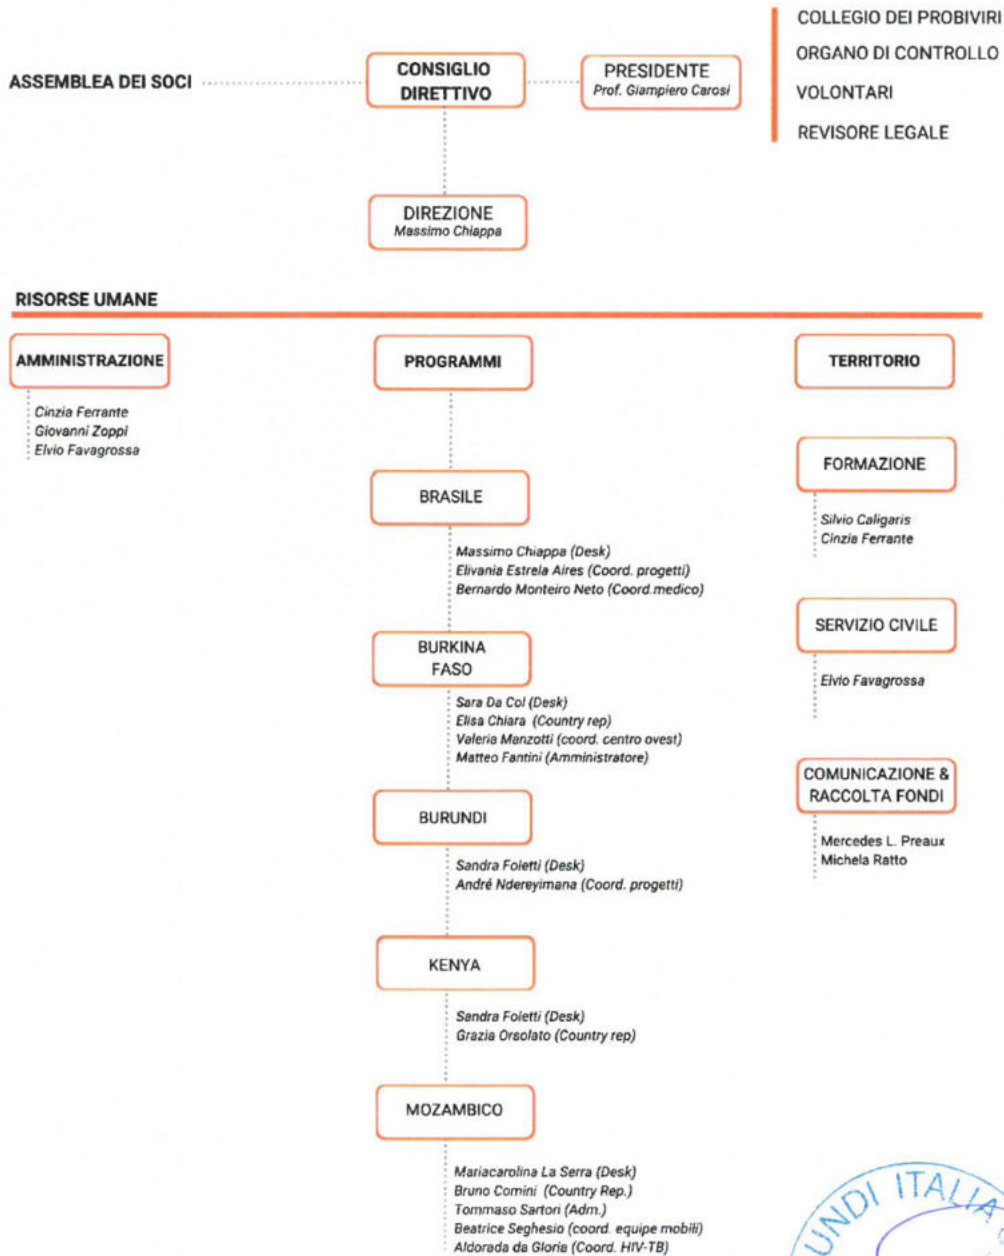 COLLEGIO DEI PROBIVIRI
ORGANO DI CONTROLLO
VOLONTARI
REVISORE LEGALE
ASSEMBLEA DEI SOCI
CONSIGLIO
DIRETTIVO
PRESIDENTE
Prof. Giampiero Carosi
DIREZIONE
Massimo Chiappa
RISORSE UMANE
AMMINISTRAZIONE
Cinzia Ferrante
Giovanni Zoppi
Elvio Favagrossa
PROGRAMMI
BRASILE
Massimo Chiappa (Desk)
Elivania Estrela Aires (Coord. progetti)
Bernardo Monteiro Neto (Coord.medico)
BURKINA
FASO
Sara Da Col (Desk)
Elisa Chiara (Country rep)
Valeria Manzotti (coord. centro ovest)
Matteo Fantini (Amministratore)
BURUNDI
Sandra Foletti (Desk)
André Ndereyimana (Coord. progetti)
KENYA
Sandra Foletti (Desk)
Grazia Orsolato (Country rep)
MOZAMBICO
Mariacarolina La Serra (Desk)
Bruno Comini (Country Rep.)
Tommaso Sartori (Adm.)
Beatrice Seghesio (coord. equipe mobili)
Aldorada da Gloria (Coord. HIV-TB)
TERRITORIO
FORMAZIONE
Silvio Caligaris
Cinzia Ferrante
SERVIZIO CIVILE
Elvio Favagrossa
COMUNICAZIONE &
RACCOLTA FONDI
Mercedes L. Preaux
Michela Ratto
UNDI ITALIA